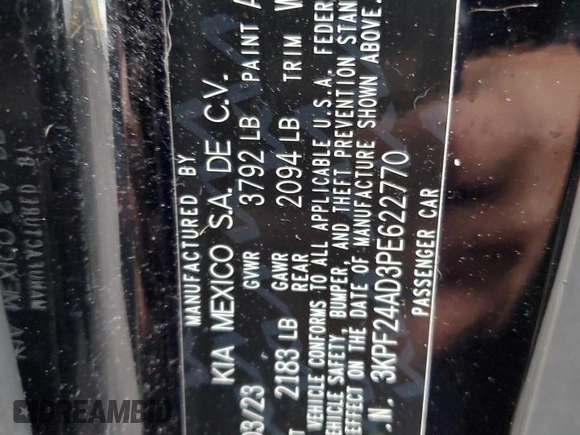 MANUFACTURED BY
KIA MEXICO S.A. DE C.V.
03/23 GVWR 3792 LB PAINT A
2183 LB GAWR REAR 2094 LB TRIM W
VEHICLE CONFORMS TO ALL APPLICABLE U.S.A. FEDER
VEHICLE SAFETY, BUMPER, AND THEFT PREVENTION STAN
EFFECT ON THE DATE OF MANUFACTURE SHOWN ABOVE.
.N. 3KPF24AD3PE622770
PASSENGER CAR
DREAMBID